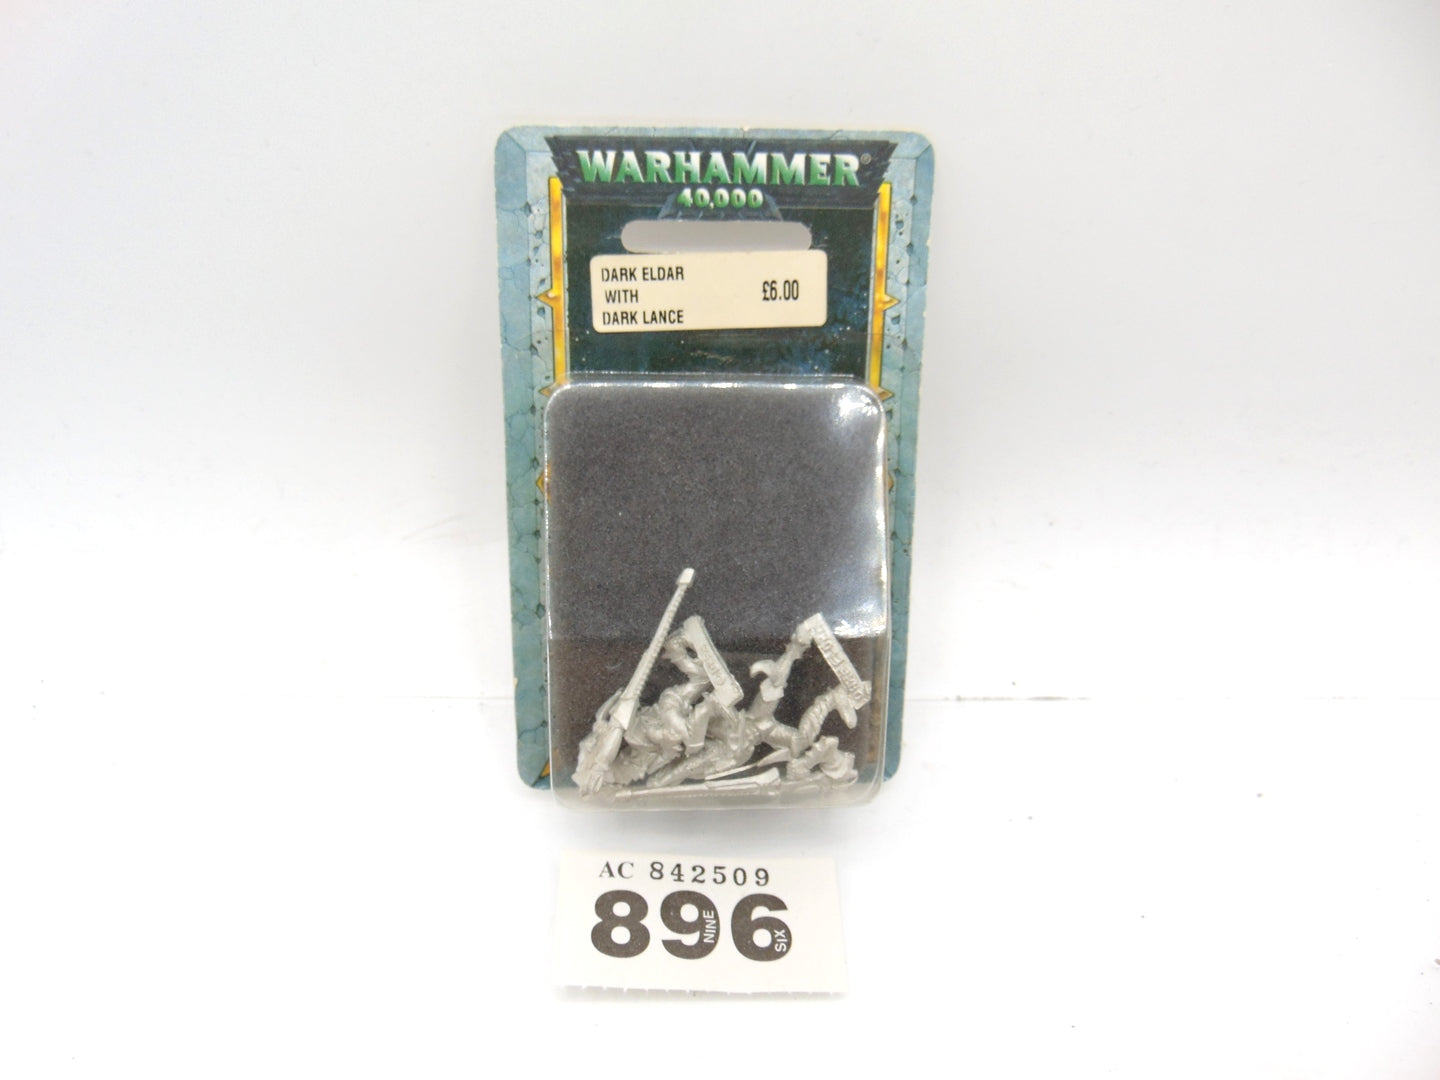 WARHAMMER®
40,000
DARK ELDAR
WITH
DARK LANCE
£6.00
AC 842509
896
NINE
SIX